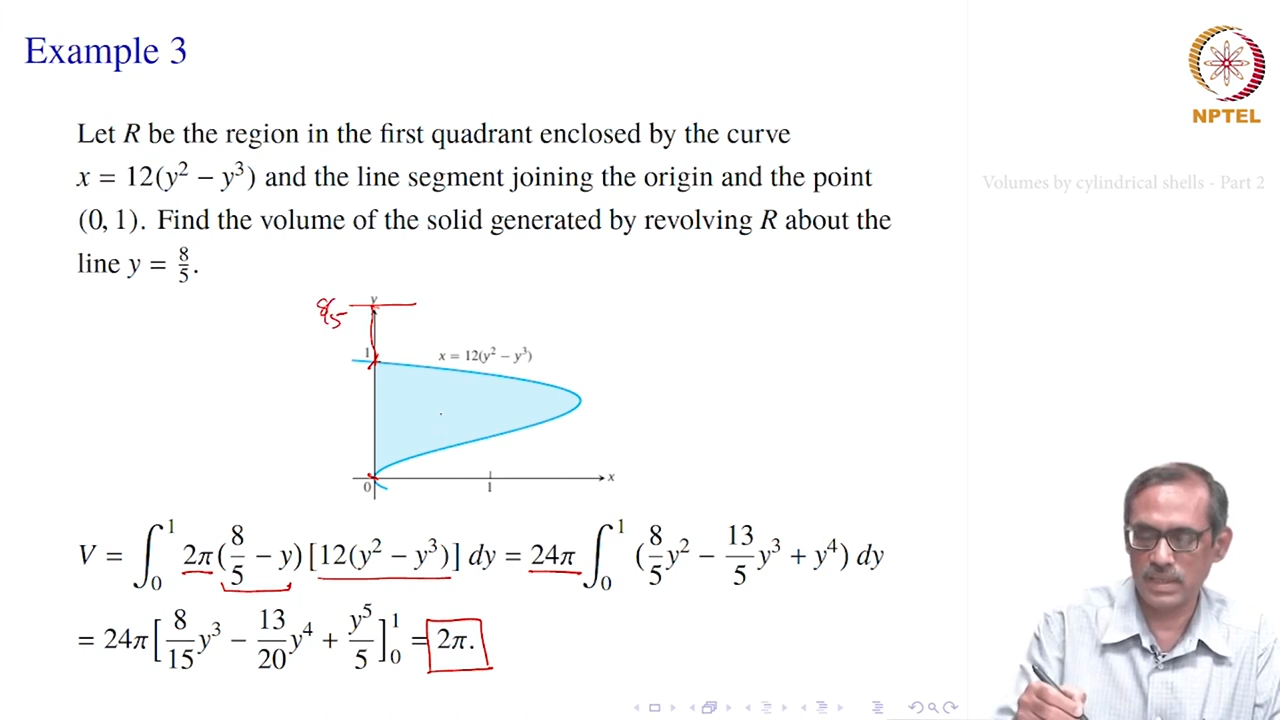 Example 3
NPTEL
Let R be the region in the first quadrant enclosed by the curve
x = 12(y² − y³) and the line segment joining the origin and the point
(0, 1). Find the volume of the solid generated by revolving R about the
line y = 8/5.
Volumes by cylindrical shells - Part 2
8/5
y
1
x = 12(y² − y³)
0
1
x
V = ∫₀¹ 2π(8/5 − y)[12(y² − y³)] dy = 24π ∫₀¹ (8/5 y² − 13/5 y³ + y⁴) dy
= 24π[8/15 y³ − 13/20 y⁴ + y⁵/5]₀¹ = 2π.